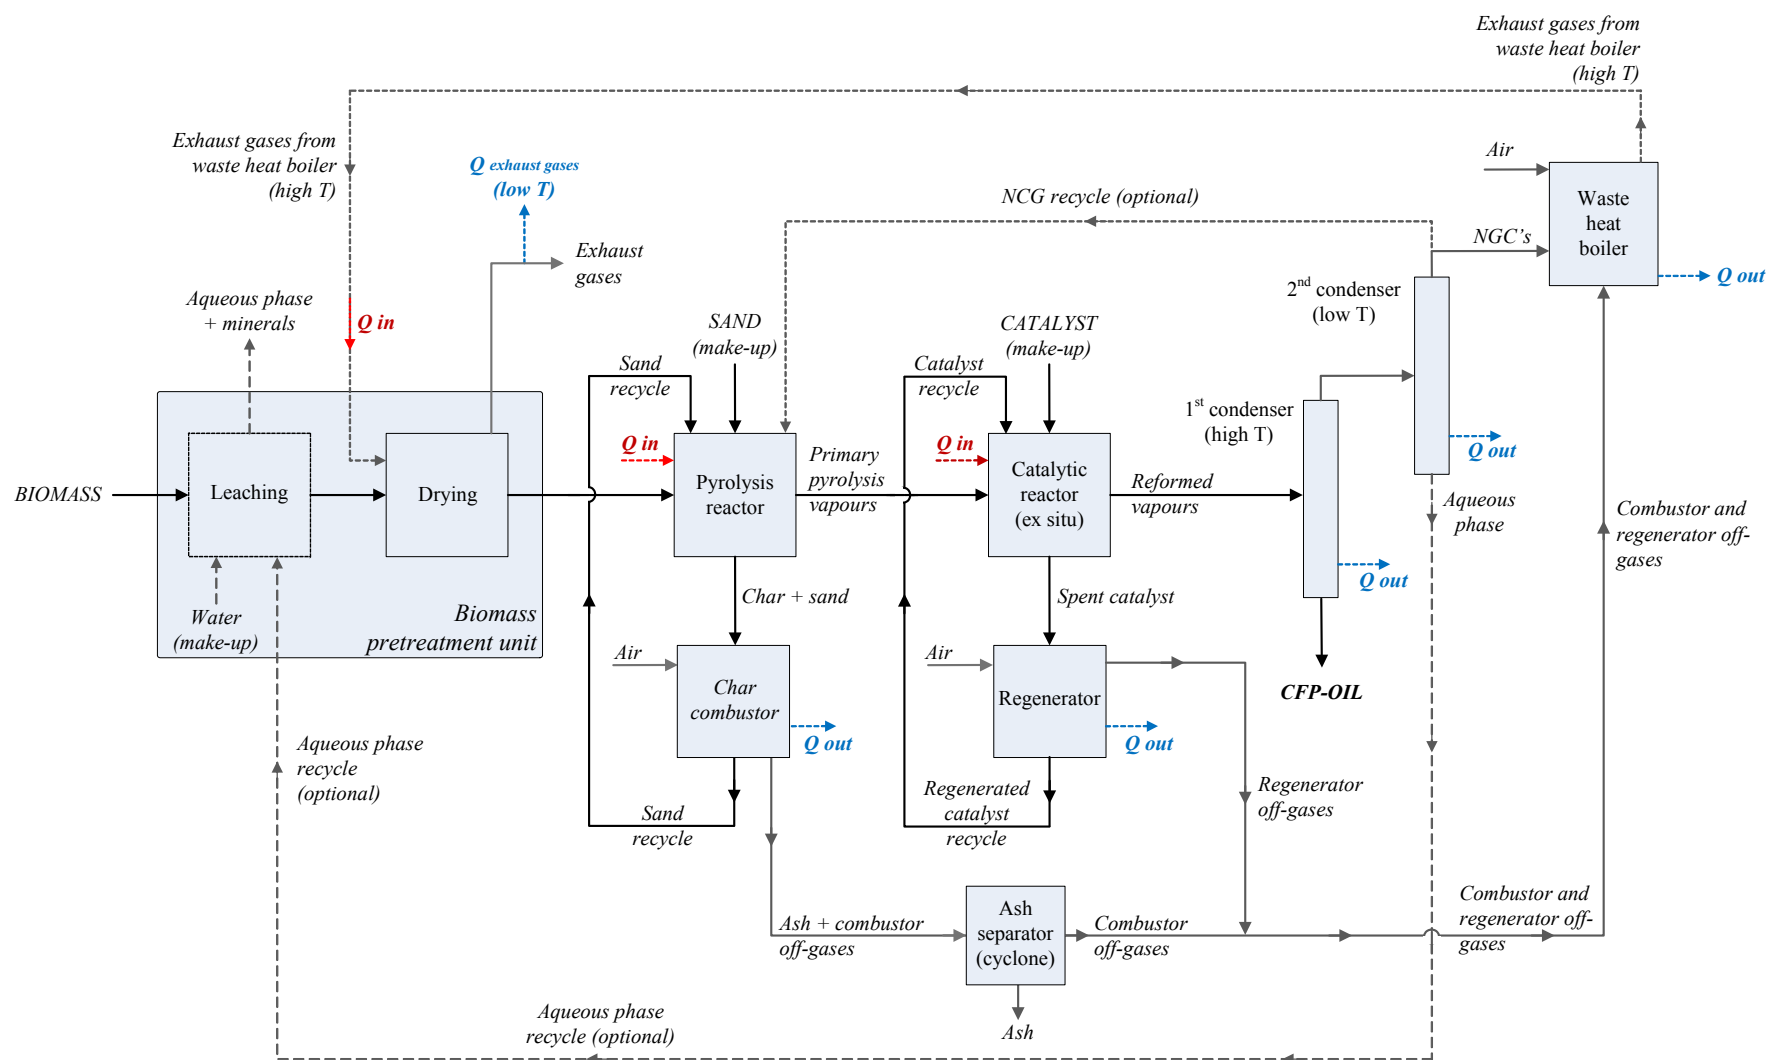 Exhaust gases from
waste heat boiler
(high T)
Exhaust gases from
waste heat boiler
(high T)
Q exhaust gases
(low T)
Air
Waste
heat
boiler
NCG recycle (optional)
NGC's
Q out
Exhaust
gases
Aqueous phase
+ minerals
Q in
2nd condenser
(low T)
SAND
(make-up)
CATALYST
(make-up)
Sand
recycle
Catalyst
recycle
1st condenser
(high T)
Q in
Q in
Q out
BIOMASS
Leaching
Drying
Pyrolysis
reactor
Primary
pyrolysis
vapours
Catalytic
reactor
(ex situ)
Reformed
vapours
Aqueous
phase
Combustor and
regenerator off-
gases
Q out
Water
(make-up)
Biomass
pretreatment unit
Char + sand
Spent catalyst
Air
Char
combustor
Q out
Air
Regenerator
Q out
CFP-OIL
Aqueous phase
recycle
(optional)
Sand
recycle
Regenerated
catalyst
recycle
Regenerator
off-gases
Ash + combustor
off-gases
Ash
separator
(cyclone)
Combustor
off-gases
Combustor and
regenerator off-
gases
Ash
Aqueous phase
recycle (optional)